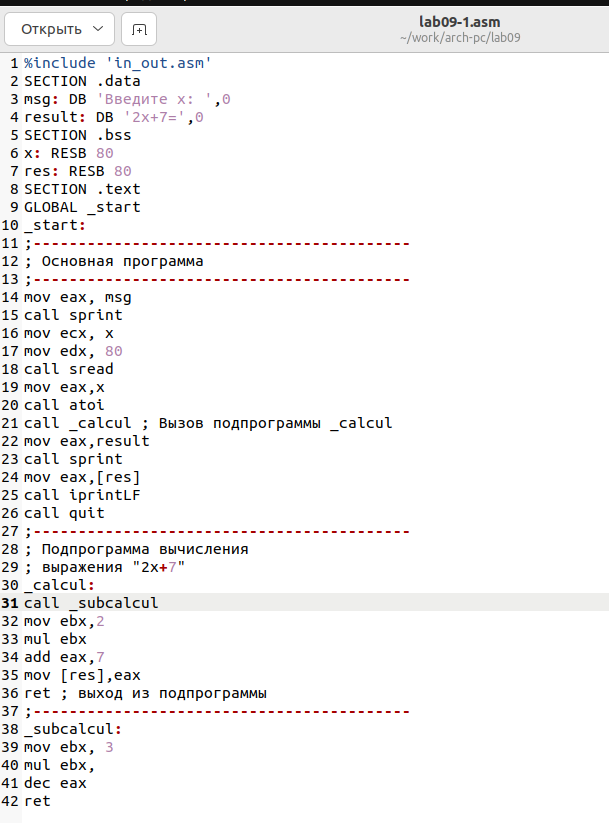 Открыть
lab09-1.asm
~/work/arch-pc/lab09
1 %include 'in_out.asm'
2 SECTION .data
3 msg: DB 'Введите x: ',0
4 result: DB '2x+7=',0
5 SECTION .bss
6 x: RESB 80
7 res: RESB 80
8 SECTION .text
9 GLOBAL _start
10 _start:
11 ;------------------------------------------
12 ; Основная программа
13 ;------------------------------------------
14 mov eax, msg
15 call sprint
16 mov ecx, x
17 mov edx, 80
18 call sread
19 mov eax,x
20 call atoi
21 call _calcul ; Вызов подпрограммы _calcul
22 mov eax,result
23 call sprint
24 mov eax,[res]
25 call iprintLF
26 call quit
27 ;------------------------------------------
28 ; Подпрограмма вычисления
29 ; выражения "2x+7"
30 _calcul:
31 call _subcalcul
32 mov ebx,2
33 mul ebx
34 add eax,7
35 mov [res],eax
36 ret ; выход из подпрограммы
37 ;------------------------------------------
38 _subcalcul:
39 mov ebx, 3
40 mul ebx,
41 dec eax
42 ret